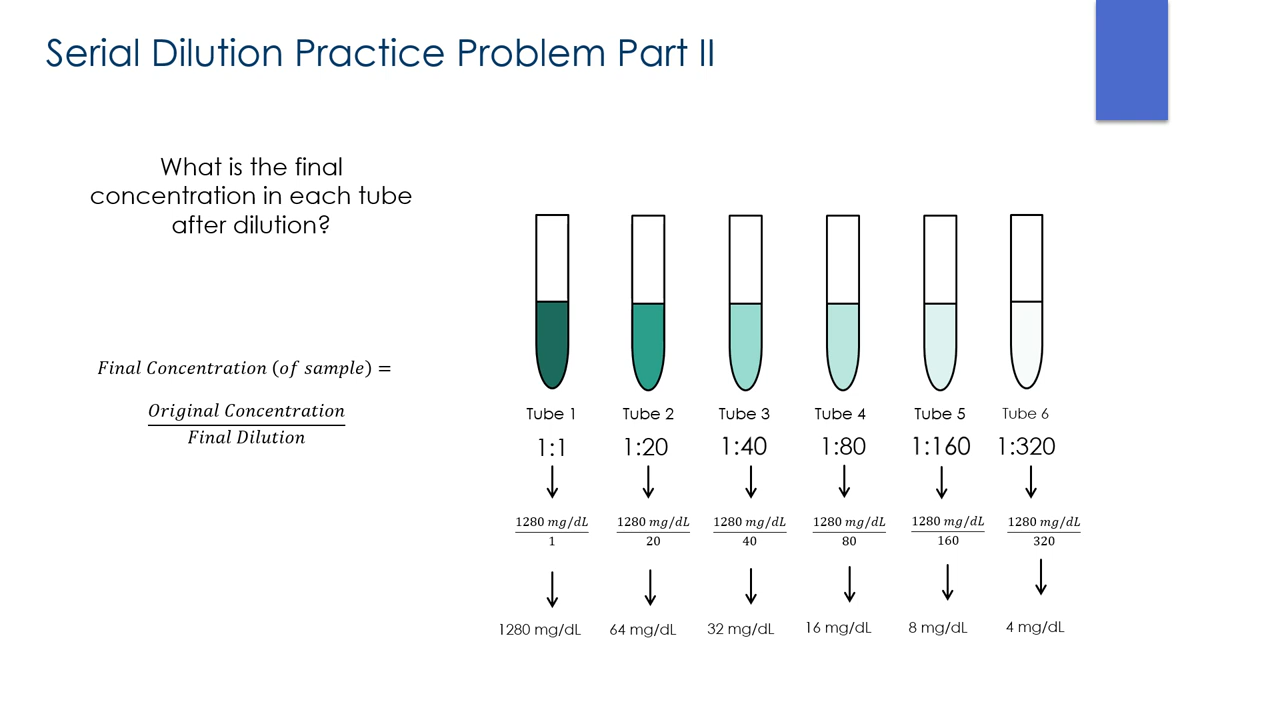 Serial Dilution Practice Problem Part II
What is the final
concentration in each tube
after dilution?
Final Concentration (of sample) =
Original Concentration
Final Dilution
Tube 1 Tube 2 Tube 3 Tube 4 Tube 5 Tube 6
1:1 1:20 1:40 1:80 1:160 1:320
1280 mg/dL 1280 mg/dL 1280 mg/dL 1280 mg/dL 1280 mg/dL 1280 mg/dL
1 20 40 80 160 320
1280 mg/dL 64 mg/dL 32 mg/dL 16 mg/dL 8 mg/dL 4 mg/dL